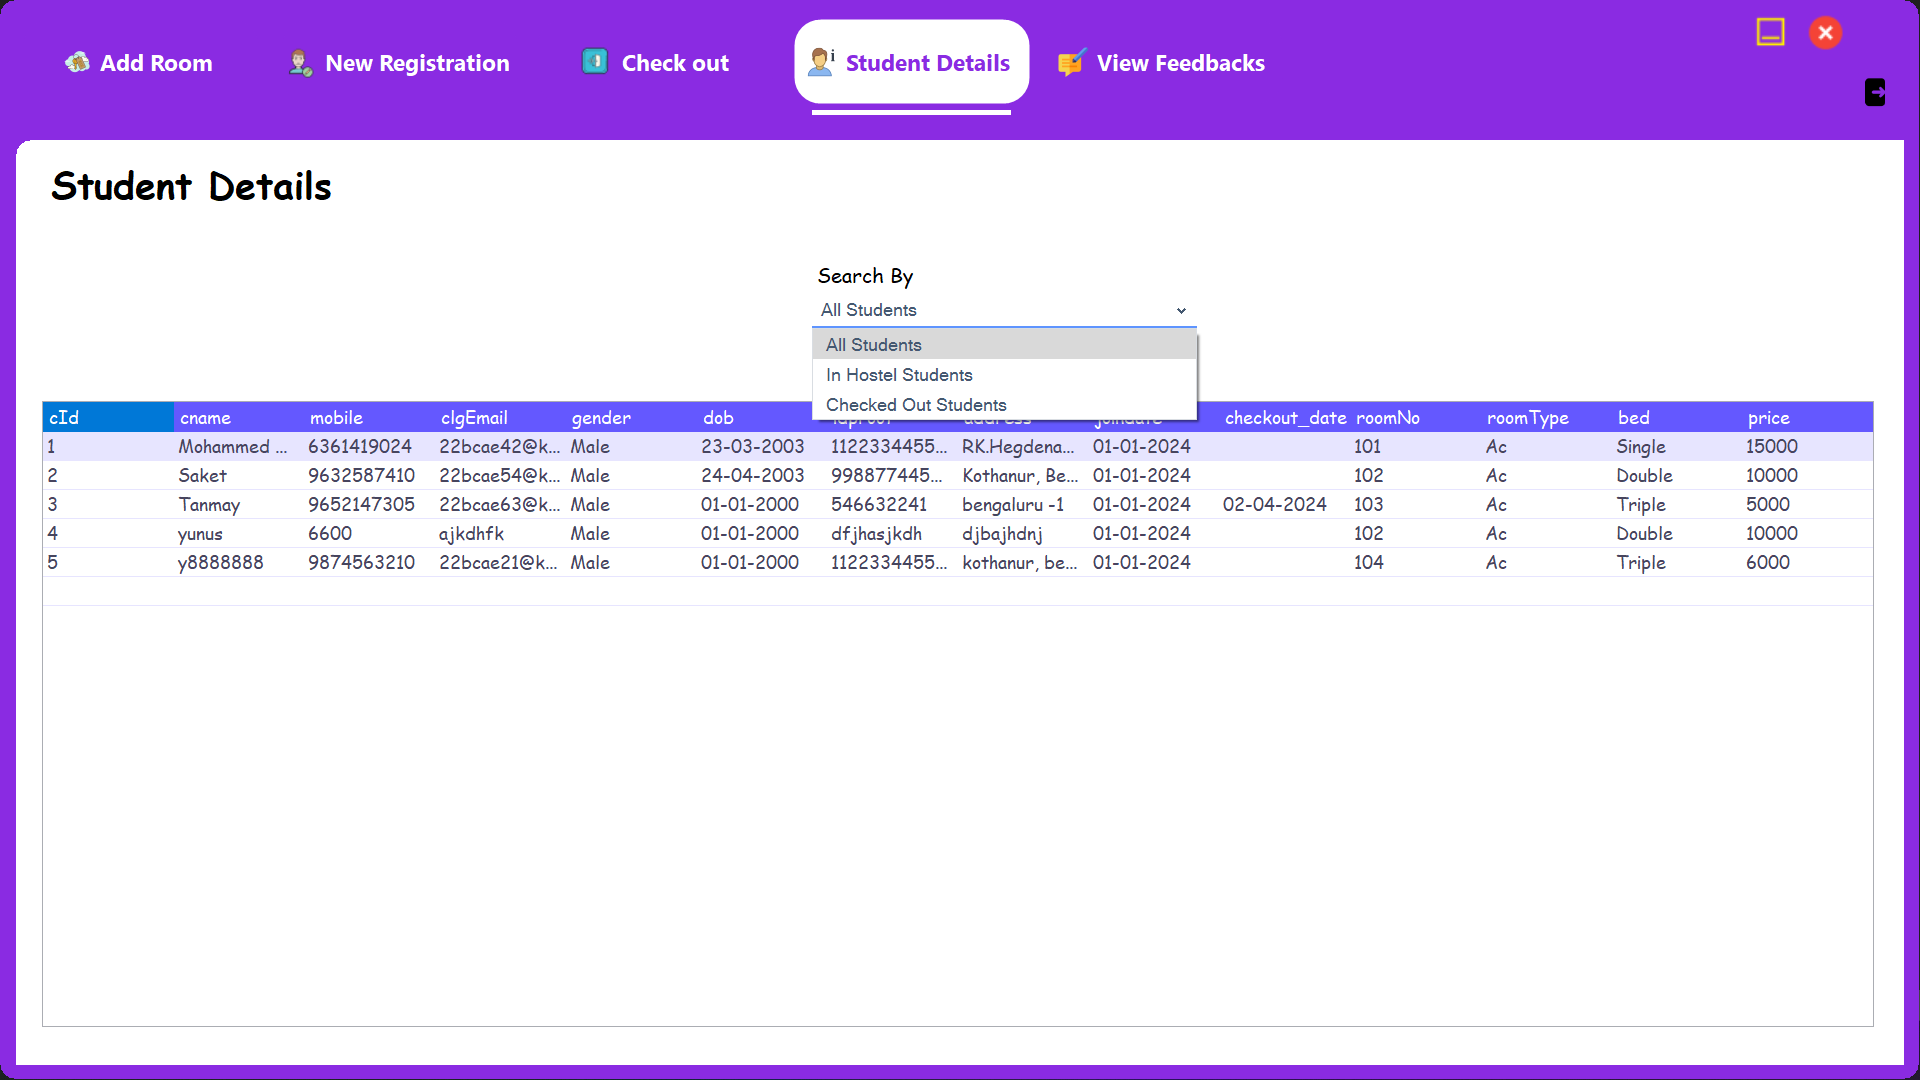 Add Room New Registration Check out Student Details View Feedbacks
Student Details
Search By
All Students
All Students
In Hostel Students
Checked Out Students
cId cname mobile clgEmail gender dob checkout_date roomNo roomType bed price
1 Mohammed ... 6361419024 22bcae42@k... Male 23-03-2003 1122334455... RK.Hegdena... 01-01-2024 101 Ac Single 15000
2 Saket 9632587410 22bcae54@k... Male 24-04-2003 998877445... Kothanur, Be... 01-01-2024 102 Ac Double 10000
3 Tanmay 9652147305 22bcae63@k... Male 01-01-2000 546632241 bengaluru -1 01-01-2024 02-04-2024 103 Ac Triple 5000
4 yunus 6600 ajkdhfk Male 01-01-2000 dfjhasjkdh djbajhdnj 01-01-2024 102 Ac Double 10000
5 y8888888 9874563210 22bcae21@k... Male 01-01-2000 1122334455... kothanur, be... 01-01-2024 104 Ac Triple 6000